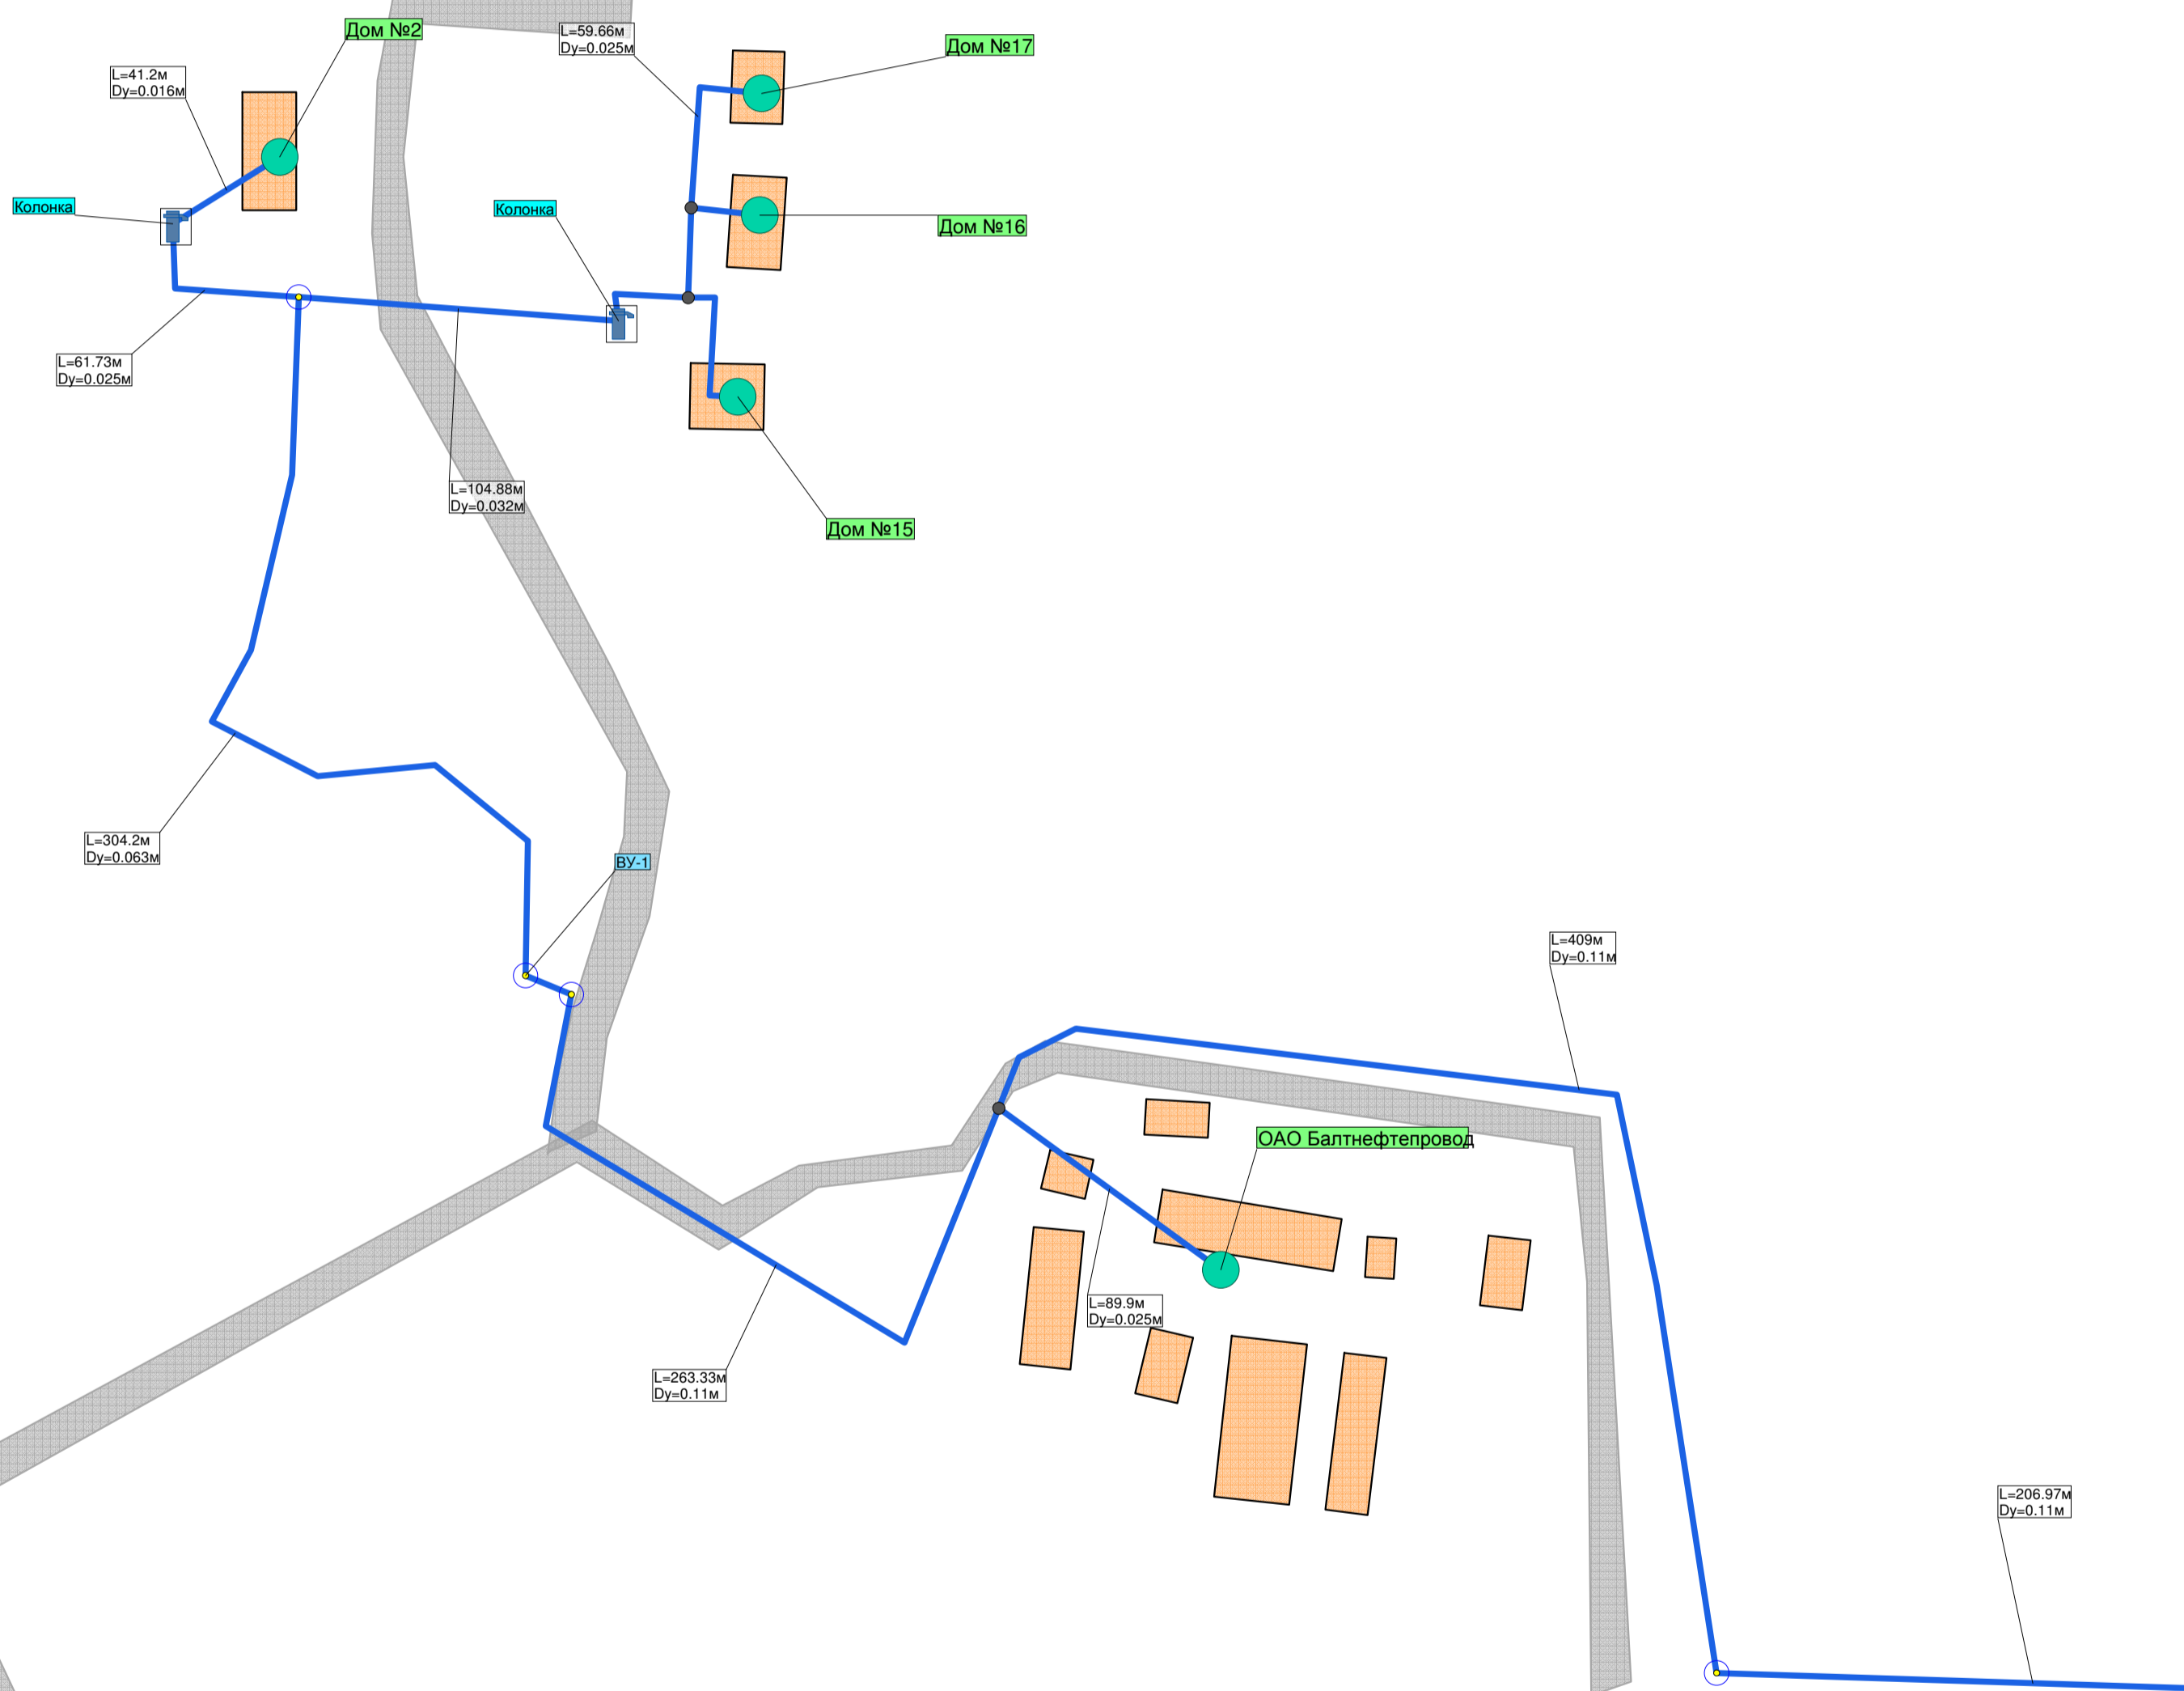 Дом №2
L=59.66м
Dy=0.025м
Дом №17
L=41.2м
Dy=0.016м
Колонка
Колонка
Дом №16
L=61.73м
Dy=0.025м
L=104.88м
Dy=0.032м
Дом №15
L=304.2м
Dy=0.063м
ВУ-1
L=409м
Dy=0.11м
ОАО Балтнефтепровод
L=89.9м
Dy=0.025м
L=263.33м
Dy=0.11м
L=206.97м
Dy=0.11м